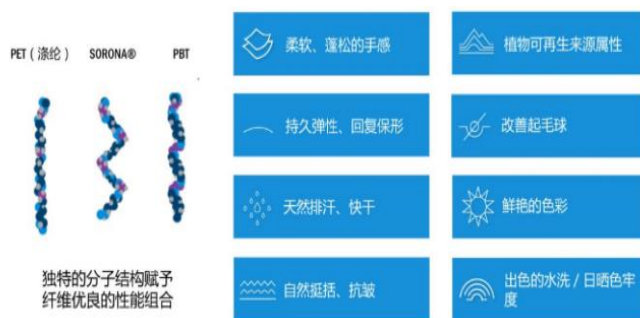 PET（涤纶） SORONA® PBT
独特的分子结构赋予
纤维优良的性能组合
柔软、蓬松的手感
植物可再生来源属性
持久弹性、回复保形
改善起毛球
天然排汗、快干
鲜艳的色彩
自然挺括、抗皱
出色的水洗 / 日晒色牢
度